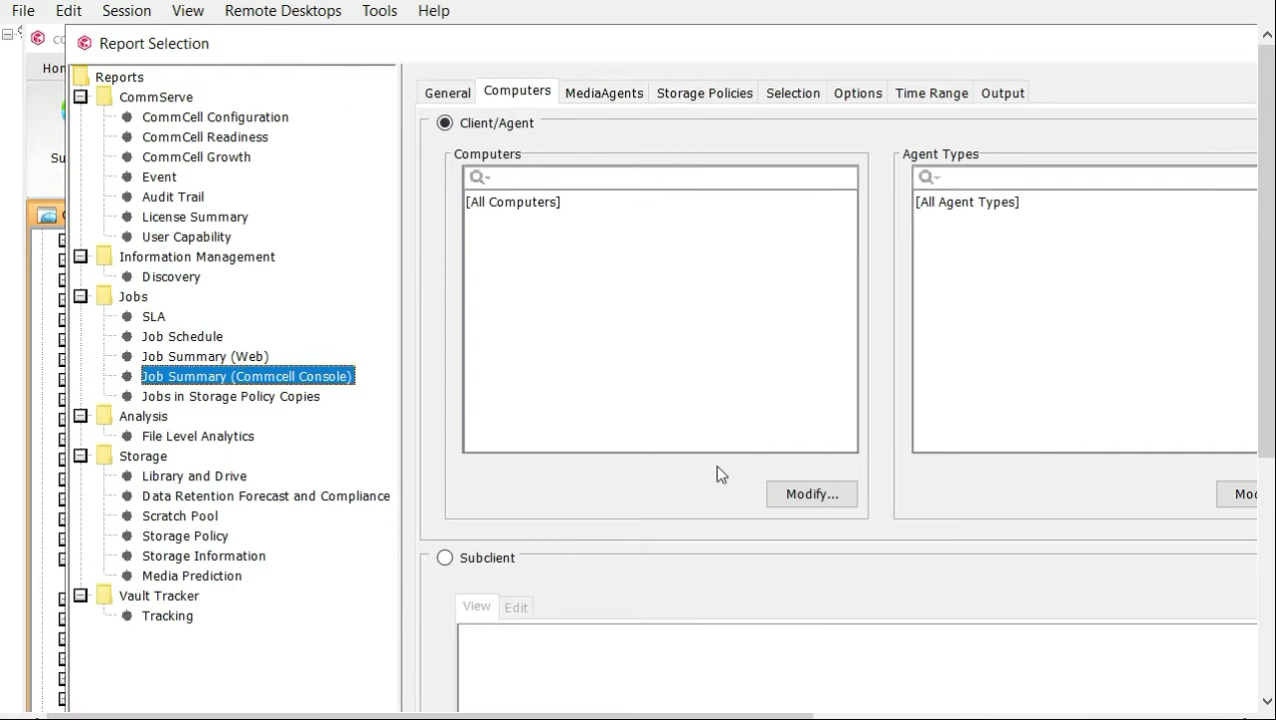 File Edit Session View Remote Desktops Tools Help
Report Selection
Reports
CommServe
CommCell Configuration
CommCell Readiness
CommCell Growth
Event
Audit Trail
License Summary
User Capability
Information Management
Discovery
Jobs
SLA
Job Schedule
Job Summary (Web)
Job Summary (Commcell Console)
Jobs in Storage Policy Copies
Analysis
File Level Analytics
Storage
Library and Drive
Data Retention Forecast and Compliance
Scratch Pool
Storage Policy
Storage Information
Media Prediction
Vault Tracker
Tracking
General Computers MediaAgents Storage Policies Selection Options Time Range Output
Client/Agent
Computers
[All Computers]
Modify...
Agent Types
[All Agent Types]
Subclient
View Edit